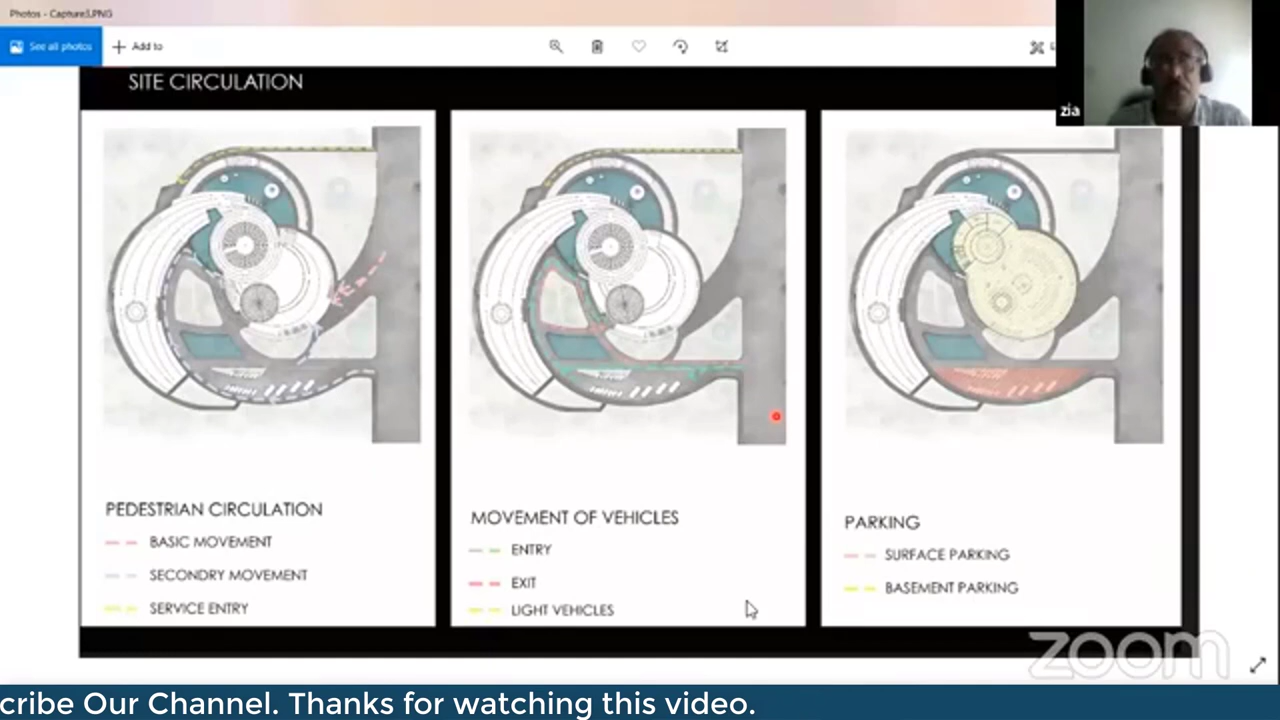 Photos - Capture3.PNG
See all photos
Add to
zia
SITE CIRCULATION
PEDESTRIAN CIRCULATION
BASIC MOVEMENT
SECONDRY MOVEMENT
SERVICE ENTRY
MOVEMENT OF VEHICLES
ENTRY
EXIT
LIGHT VEHICLES
PARKING
SURFACE PARKING
BASEMENT PARKING
zoom
cribe Our Channel. Thanks for watching this video.